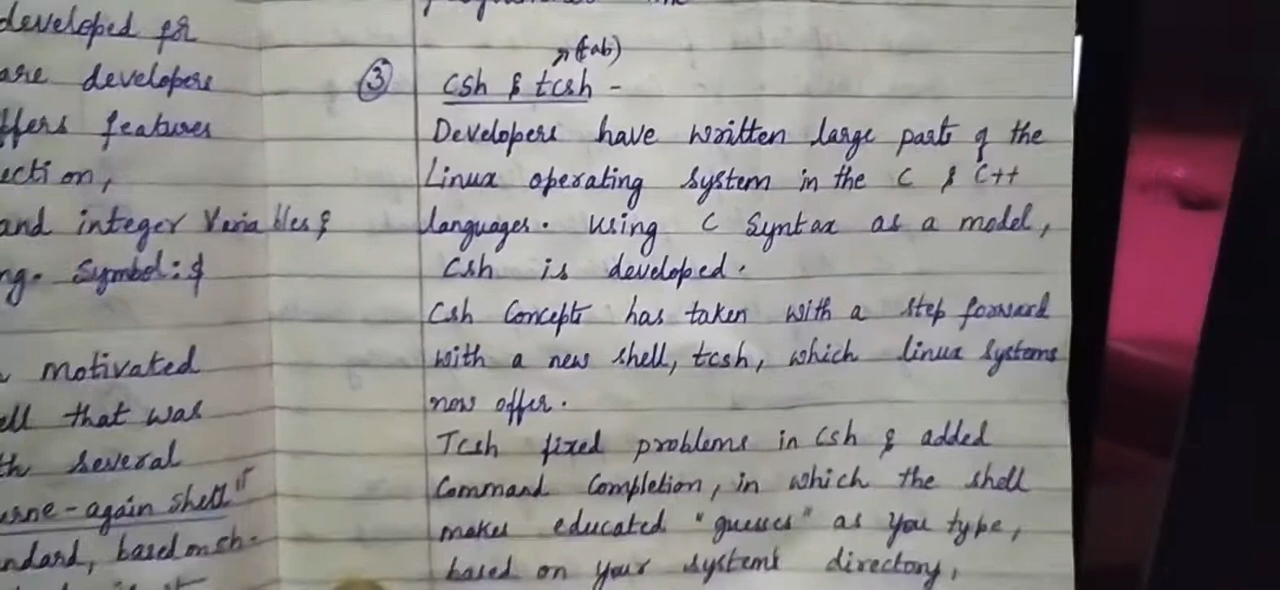 developed for
are developers
ffers features
ection,
and integer Variables &
ng. Symbol: $
motivated
ell that was
th several
urne-again shell"
ndard, based on sh.
↗(tab)
③ csh & tcsh -
Developers have written large parts of the
Linux operating system in the C & C++
languages. Using C Syntax as a model,
Csh is developed.
Csh Concepts has taken with a step forward
with a new shell, tcsh, which linux systems
now offer.
Tcsh fixed problems in Csh & added
Command Completion, in which the shell
makes educated "guesses" as you type,
based on your systems directory,